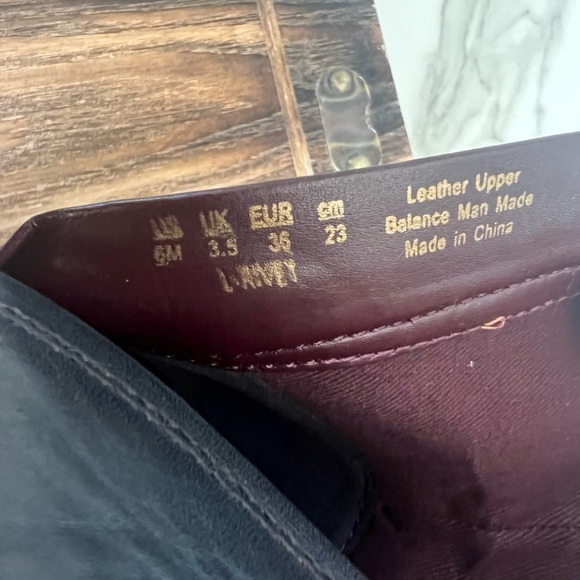 US UK EUR cm
6M 3.5 36 23
Leather Upper
Balance Man Made
Made in China